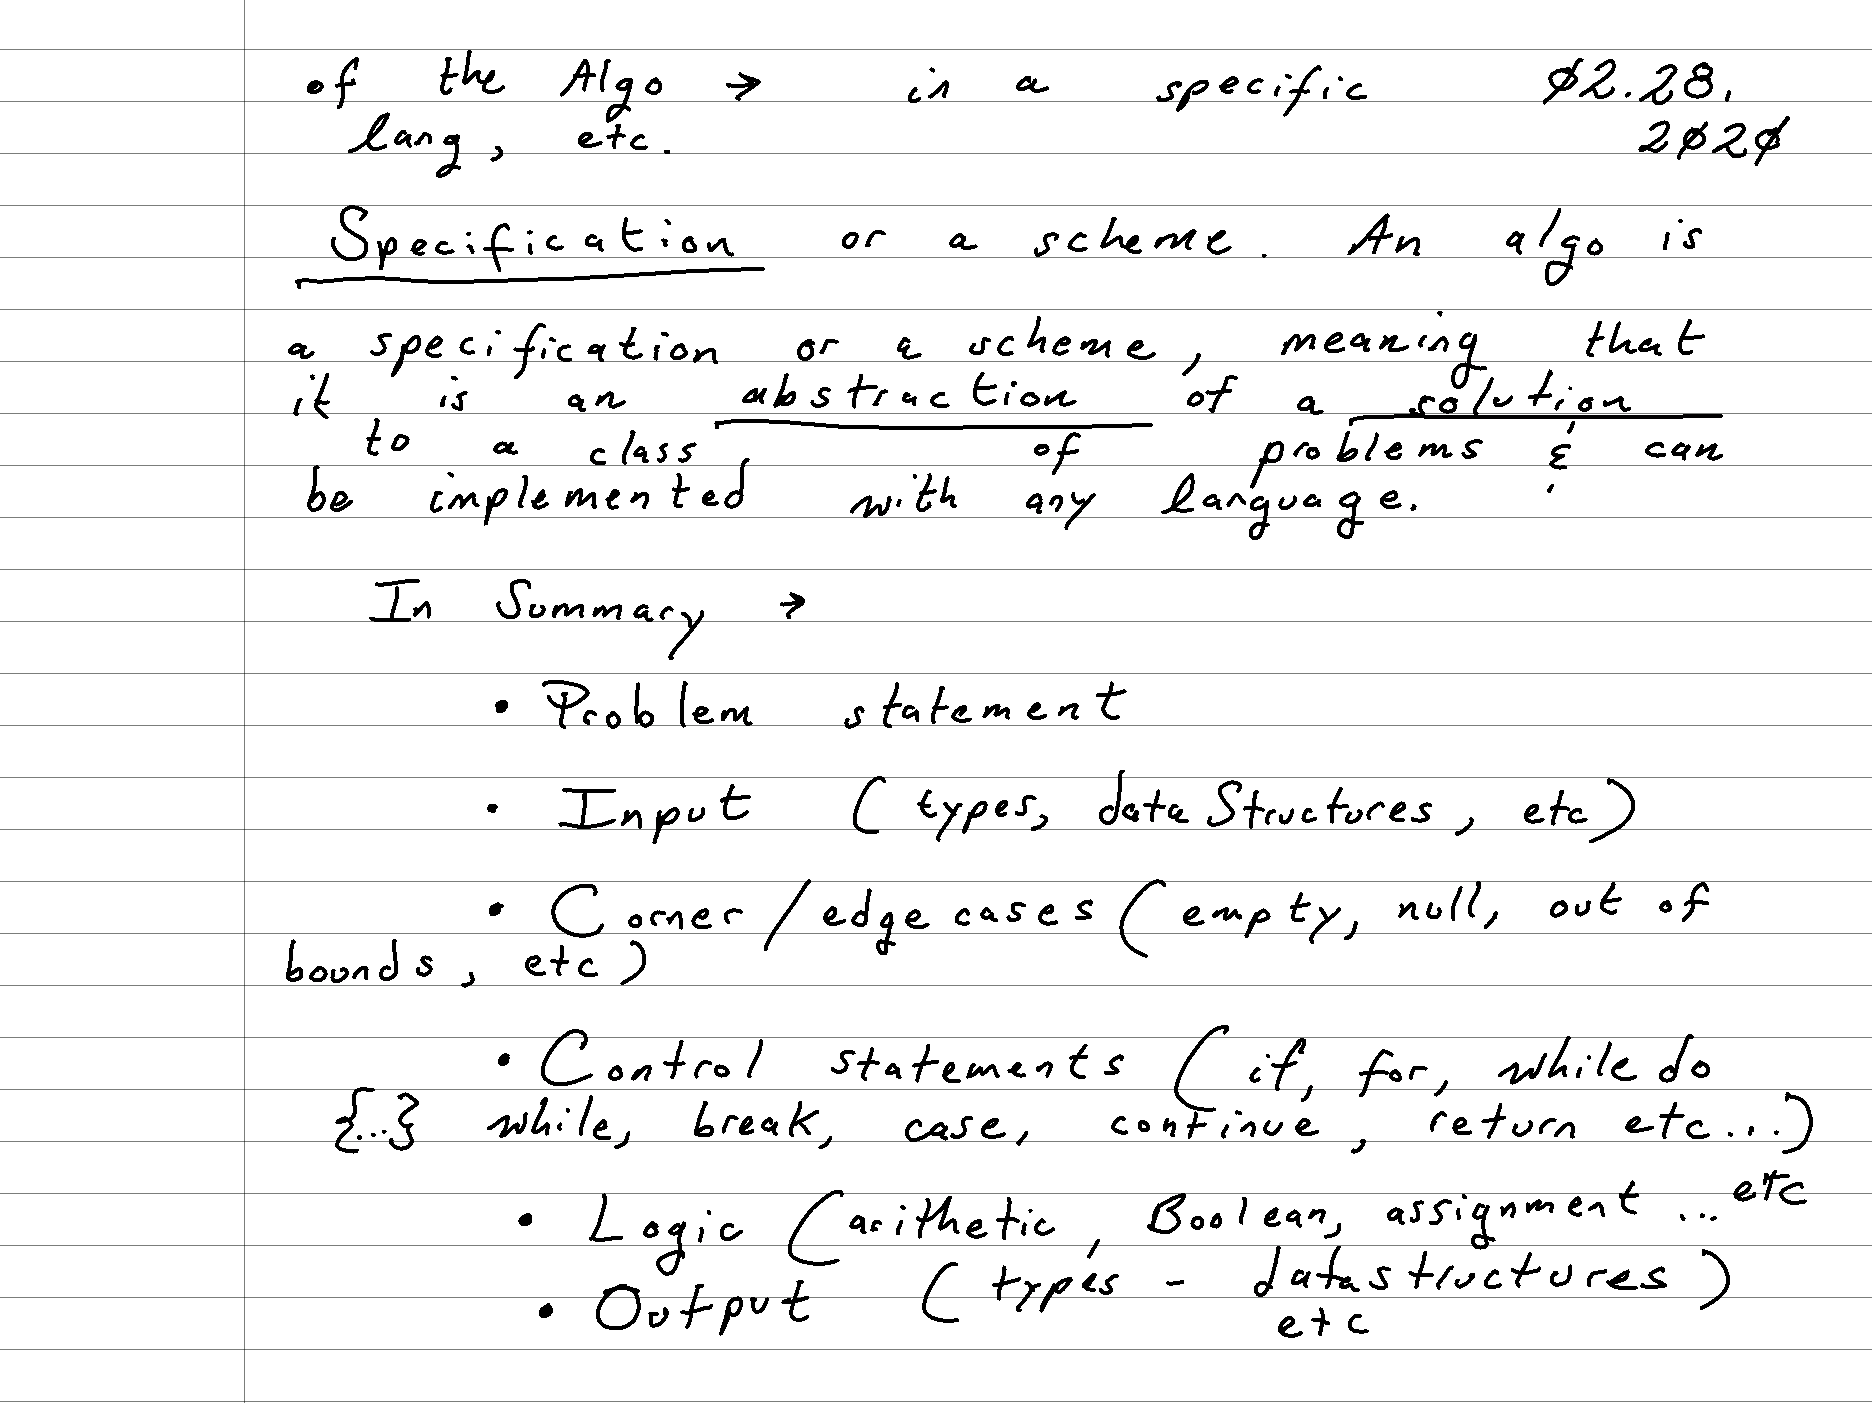 of the Algo → in a specific ∅2.28.
lang, etc. 2∅2∅
Specification or a scheme. An algo is
a specification or a scheme, meaning that
it is an abstraction of a solution
to a class of problems & can
be implemented with any language.
In Summary →
• Problem statement
• Input (types, data Structures, etc)
• Corner / edge cases (empty, null, out of
bounds, etc)
• Control statements (if, for, while do
{...} while, break, case, continue, return etc...)
• Logic (arithetic, Boolean, assignment ... etc
• Output (types - datastructures)
etc